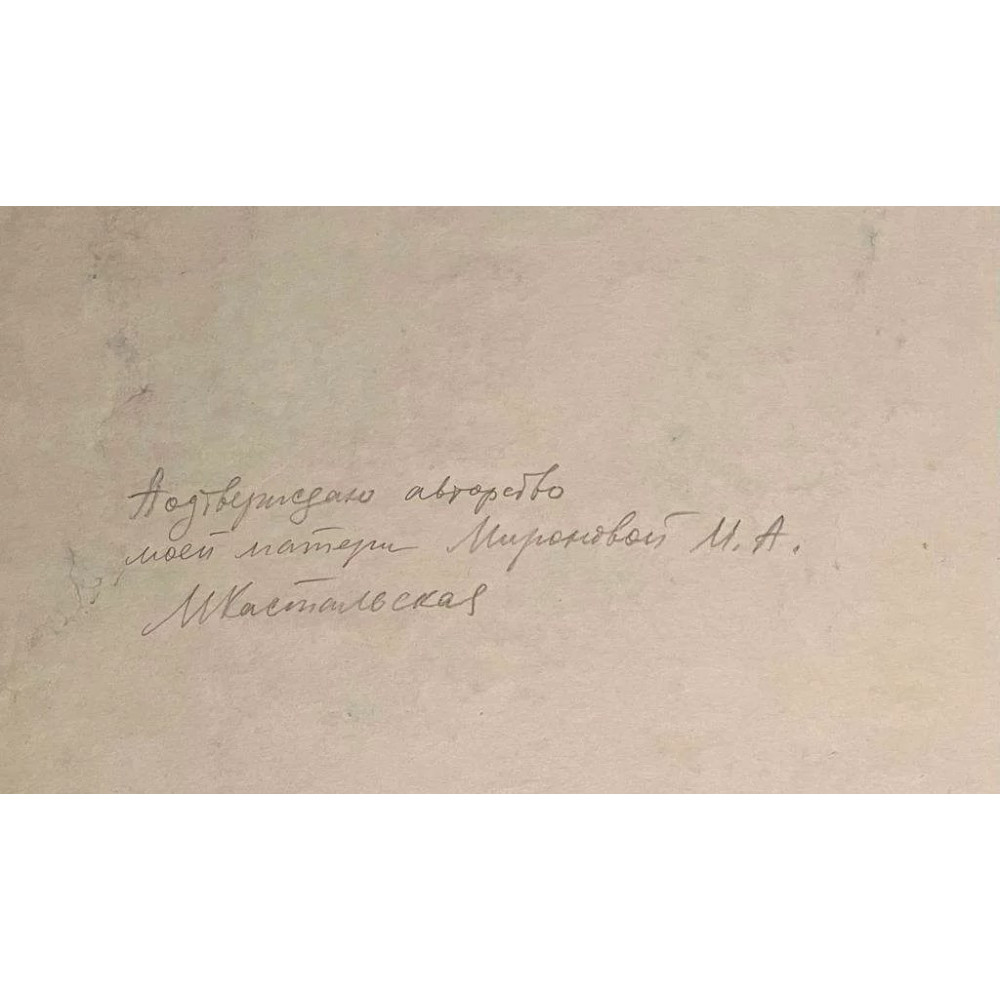 Подтверждаю авторство
моей матери Мироновой И. А.
МКастальская